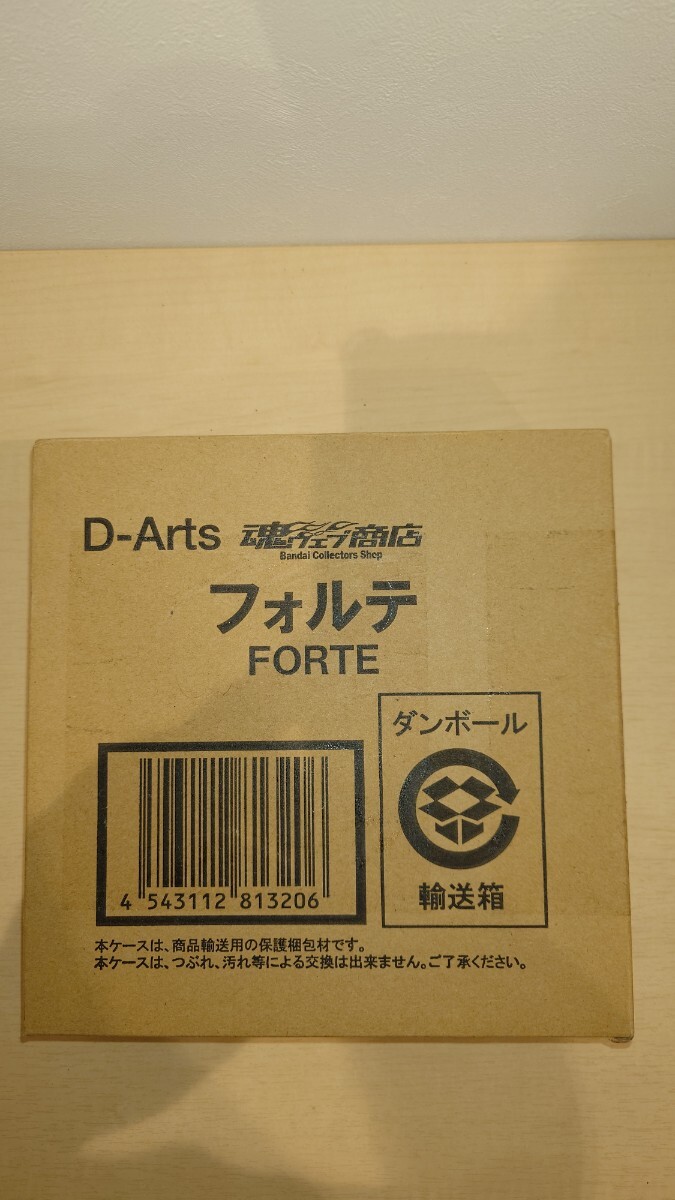 D-Arts 魂ウェブ商店
Bandai Collectors Shop
フォルテ
FORTE
ダンボール
輸送箱
4 543112 813206
本ケースは、商品輸送用の保護梱包材です。
本ケースは、つぶれ、汚れ等による交換は出来ません。ご了承ください。